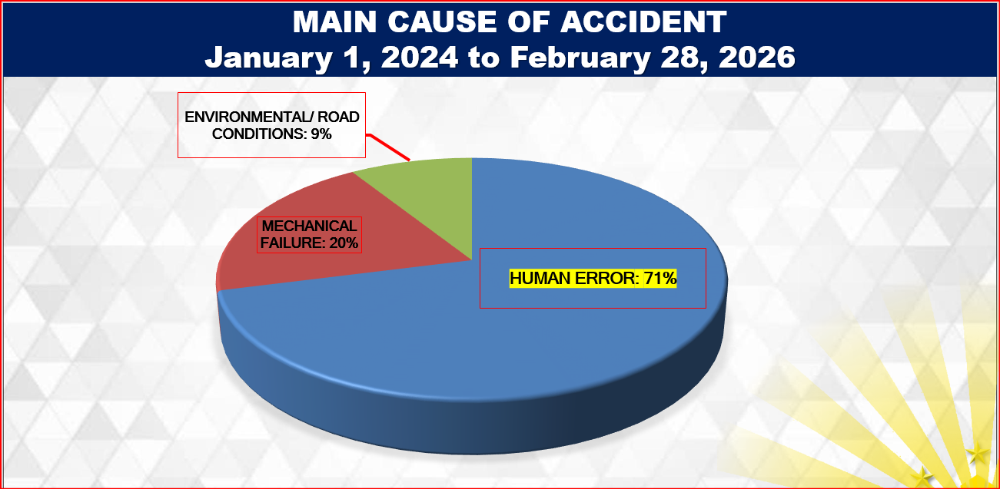 MAIN CAUSE OF ACCIDENT
January 1, 2024 to February 28, 2026
ENVIRONMENTAL/ ROAD
CONDITIONS: 9%
MECHANICAL
FAILURE: 20%
HUMAN ERROR: 71%